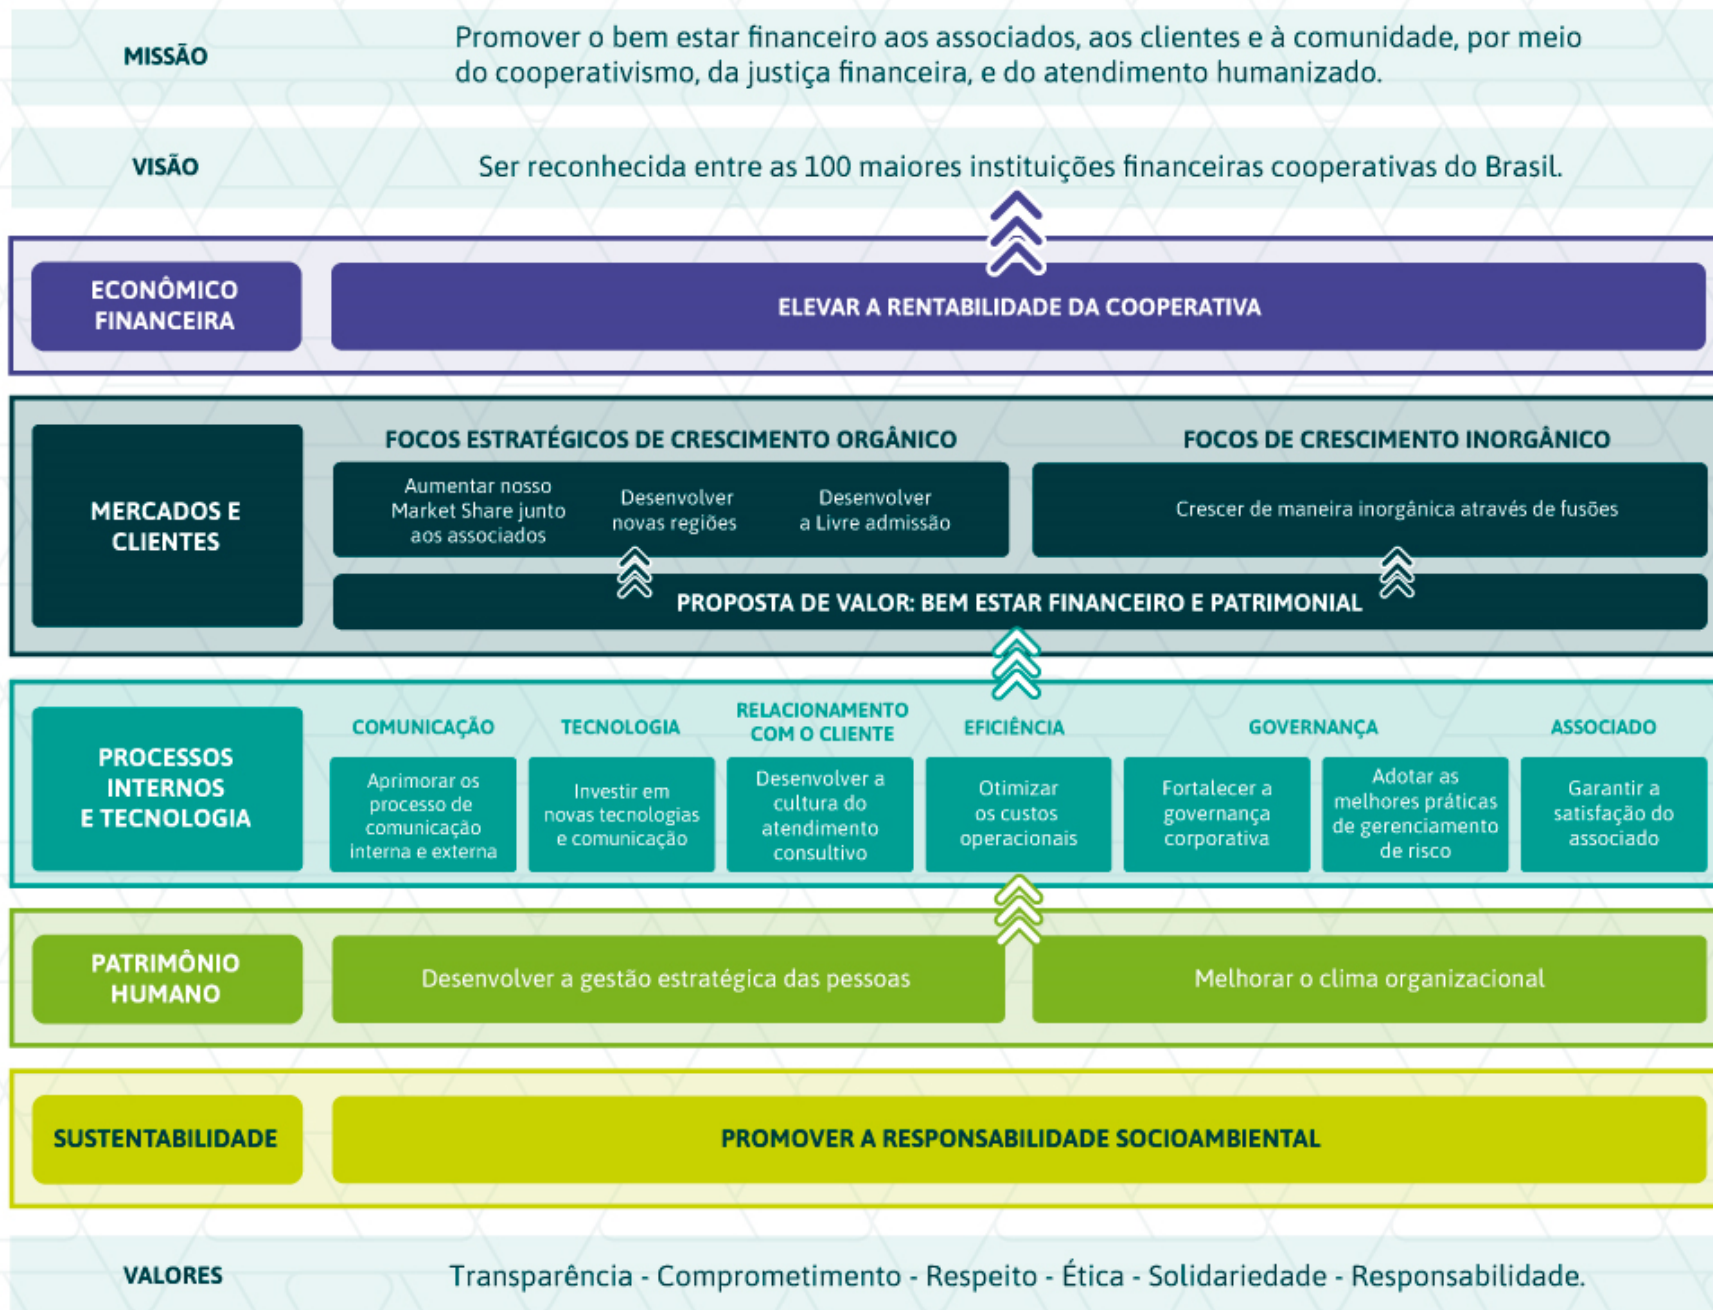 MISSÃO
Promover o bem estar financeiro aos associados, aos clientes e à comunidade, por meio
do cooperativismo, da justiça financeira, e do atendimento humanizado.
VISÃO
Ser reconhecida entre as 100 maiores instituições financeiras cooperativas do Brasil.
ECONÔMICO
FINANCEIRA
ELEVAR A RENTABILIDADE DA COOPERATIVA
MERCADOS E
CLIENTES
FOCOS ESTRATÉGICOS DE CRESCIMENTO ORGÂNICO
Aumentar nosso
Market Share junto
aos associados
Desenvolver
novas regiões
Desenvolver
a Livre admissão
FOCOS DE CRESCIMENTO INORGÂNICO
Crescer de maneira inorgânica através de fusões
PROPOSTA DE VALOR: BEM ESTAR FINANCEIRO E PATRIMONIAL
PROCESSOS
INTERNOS
E TECNOLOGIA
COMUNICAÇÃO
Aprimorar os
processo de
comunicação
interna e externa
TECNOLOGIA
Investir em
novas tecnologias
e comunicação
RELACIONAMENTO
COM O CLIENTE
Desenvolver a
cultura do
atendimento
consultivo
EFICIÊNCIA
Otimizar
os custos
operacionais
GOVERNANÇA
Fortalecer a
governança
corporativa
Adotar as
melhores práticas
de gerenciamento
de risco
ASSOCIADO
Garantir a
satisfação do
associado
PATRIMÔNIO
HUMANO
Desenvolver a gestão estratégica das pessoas
Melhorar o clima organizacional
SUSTENTABILIDADE
PROMOVER A RESPONSABILIDADE SOCIOAMBIENTAL
VALORES
Transparência - Comprometimento - Respeito - Ética - Solidariedade - Responsabilidade.